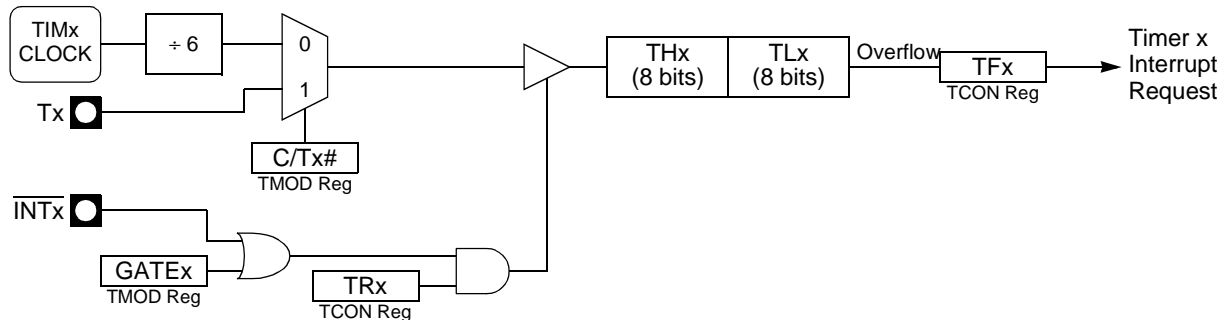 TIMx
CLOCK
÷ 6
0
1
Tx
C/Tx#
TMOD Reg
THx
(8 bits)
TLx
(8 bits)
Overflow
TFx
TCON Reg
Timer x
Interrupt
Request
INTx
GATEx
TMOD Reg
TRx
TCON Reg